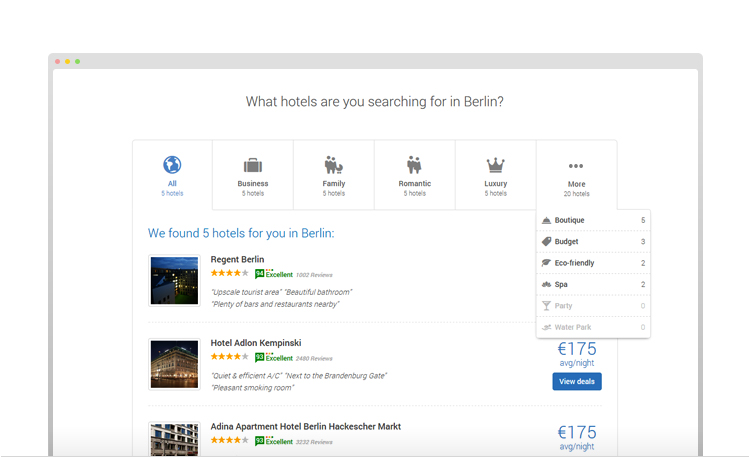 What hotels are you searching for in Berlin?
All
5 hotels
Business
5 hotels
Family
5 hotels
Romantic
5 hotels
Luxury
5 hotels
More
20 hotels
Boutique 5
Budget 3
Eco-friendly 2
Spa 2
Party 0
Water Park 0
We found 5 hotels for you in Berlin:
Regent Berlin
94 Excellent 1002 Reviews
"Upscale tourist area" "Beautiful bathroom"
"Plenty of bars and restaurants nearby"
Hotel Adlon Kempinski
93 Excellent 2480 Reviews
"Quiet & efficient A/C" "Next to the Brandenburg Gate"
"Pleasant smoking room"
€175
avg/night
View deals
Adina Apartment Hotel Berlin Hackescher Markt
93 Excellent 3232 Reviews
€175
avg/night